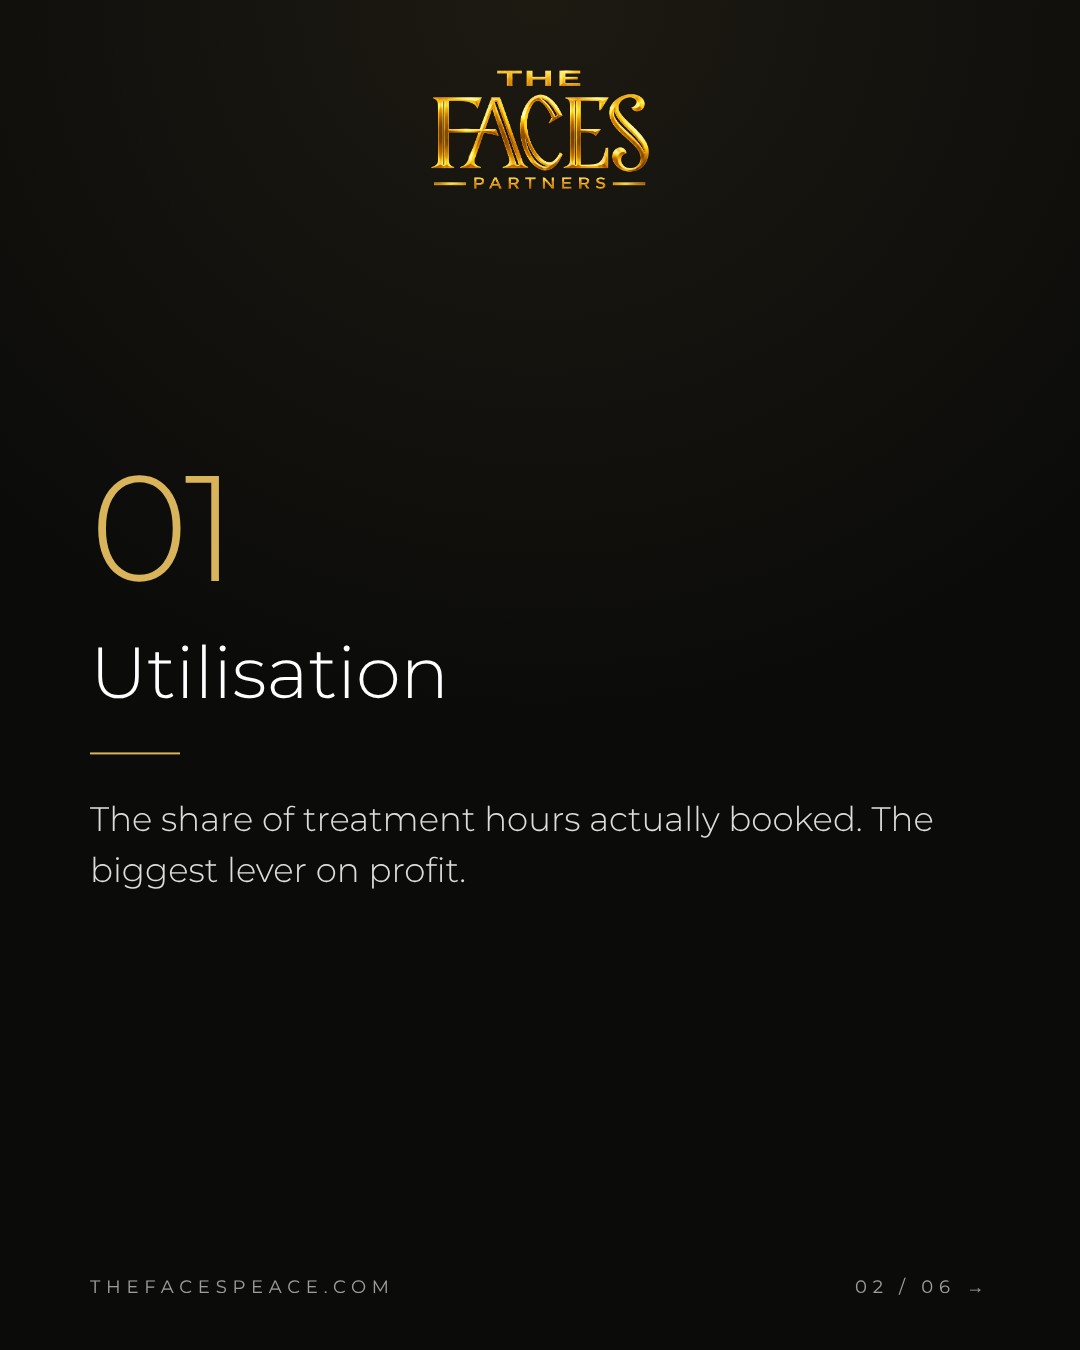 THE
FACES
PARTNERS
01
Utilisation
The share of treatment hours actually booked. The
biggest lever on profit.
THEFACESPEACE.COM
02 / 06 →